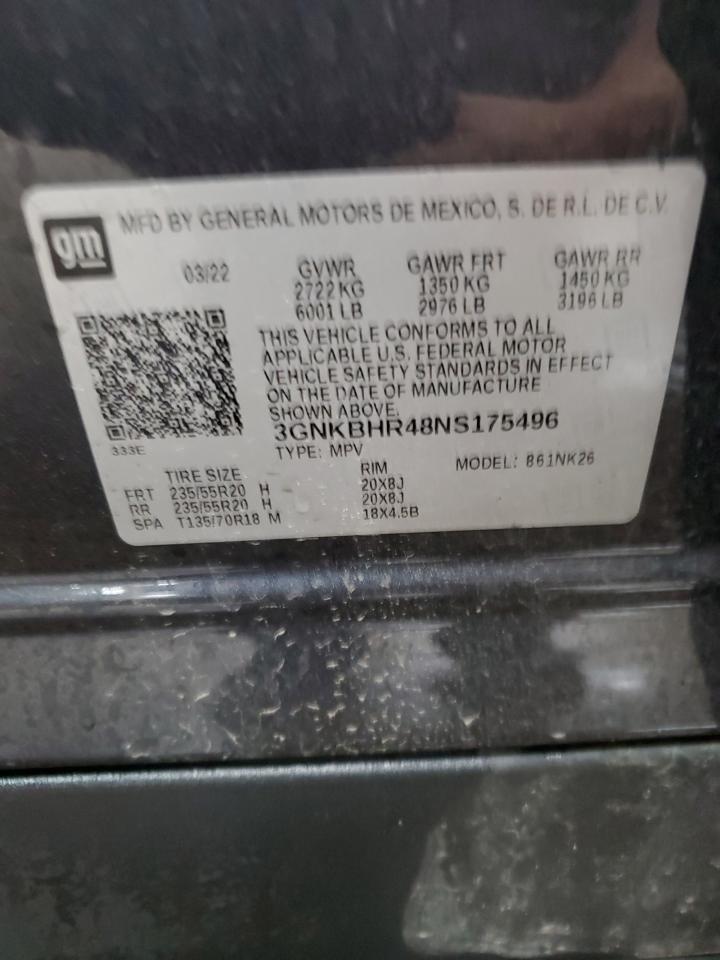 gm
MFD BY GENERAL MOTORS DE MEXICO, S. DE R.L. DE C.V.
03/22 GVWR GAWR FRT GAWR RR
2722 KG 1350 KG 1450 KG
6001 LB 2976 LB 3196 LB
THIS VEHICLE CONFORMS TO ALL
APPLICABLE U.S. FEDERAL MOTOR
VEHICLE SAFETY STANDARDS IN EFFECT
ON THE DATE OF MANUFACTURE
SHOWN ABOVE.
3GNKBHR48NS175496
333E TYPE: MPV MODEL: 861NK26
TIRE SIZE RIM
FRT 235/55R20 H 20X8J
RR 235/55R20 H 20X8J
SPA T135/70R18 M 18X4.5B